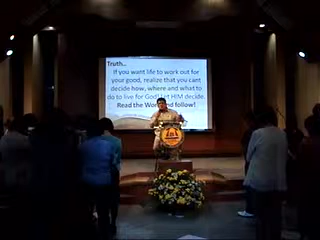 Truth..
If you want life to work out for
your good, realize that you cant
decide how, where and what to
do to live for God! Let HIM decide.
Read the Word and follow!